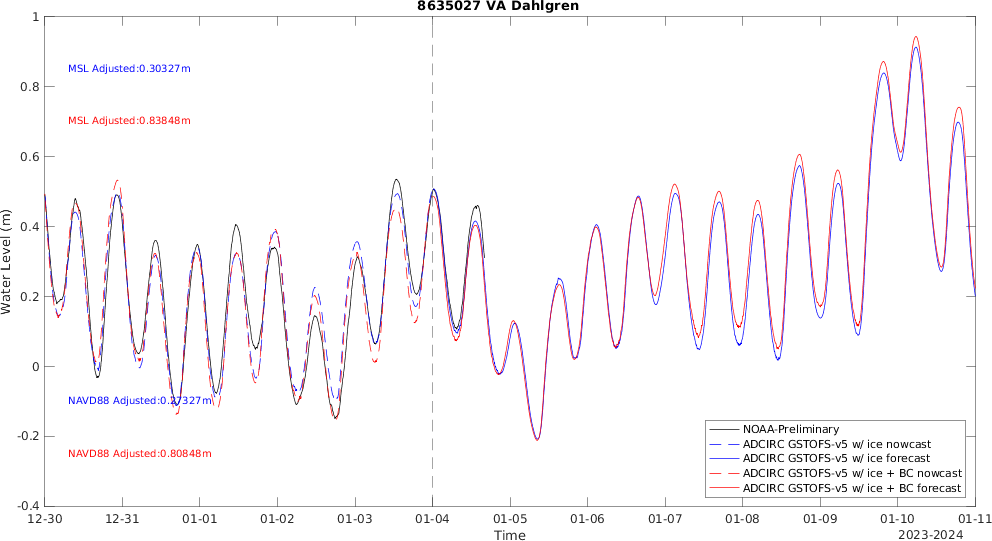 8635027 VA Dahlgren
1
0.8
0.6
0.4
0.2
0
-0.2
-0.4
Water Level (m)
MSL Adjusted:0.30327m
MSL Adjusted:0.83848m
NAVD88 Adjusted:0.27327m
NAVD88 Adjusted:0.80848m
NOAA-Preliminary
ADCIRC GSTOFS-v5 w/ ice nowcast
ADCIRC GSTOFS-v5 w/ ice forecast
ADCIRC GSTOFS-v5 w/ ice + BC nowcast
ADCIRC GSTOFS-v5 w/ ice + BC forecast
12-30 12-31 01-01 01-02 01-03 01-04 01-05 01-06 01-07 01-08 01-09 01-10 01-11
Time
2023-2024